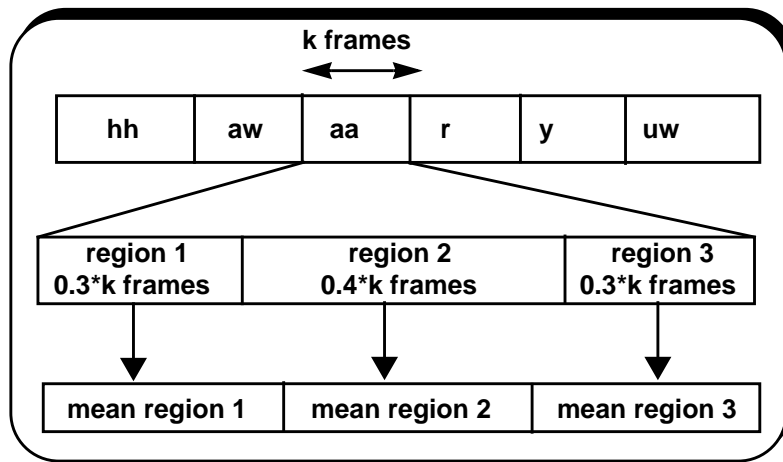 k frames
hh aw aa r y uw
region 1 region 2 region 3
0.3*k frames 0.4*k frames 0.3*k frames
mean region 1 mean region 2 mean region 3